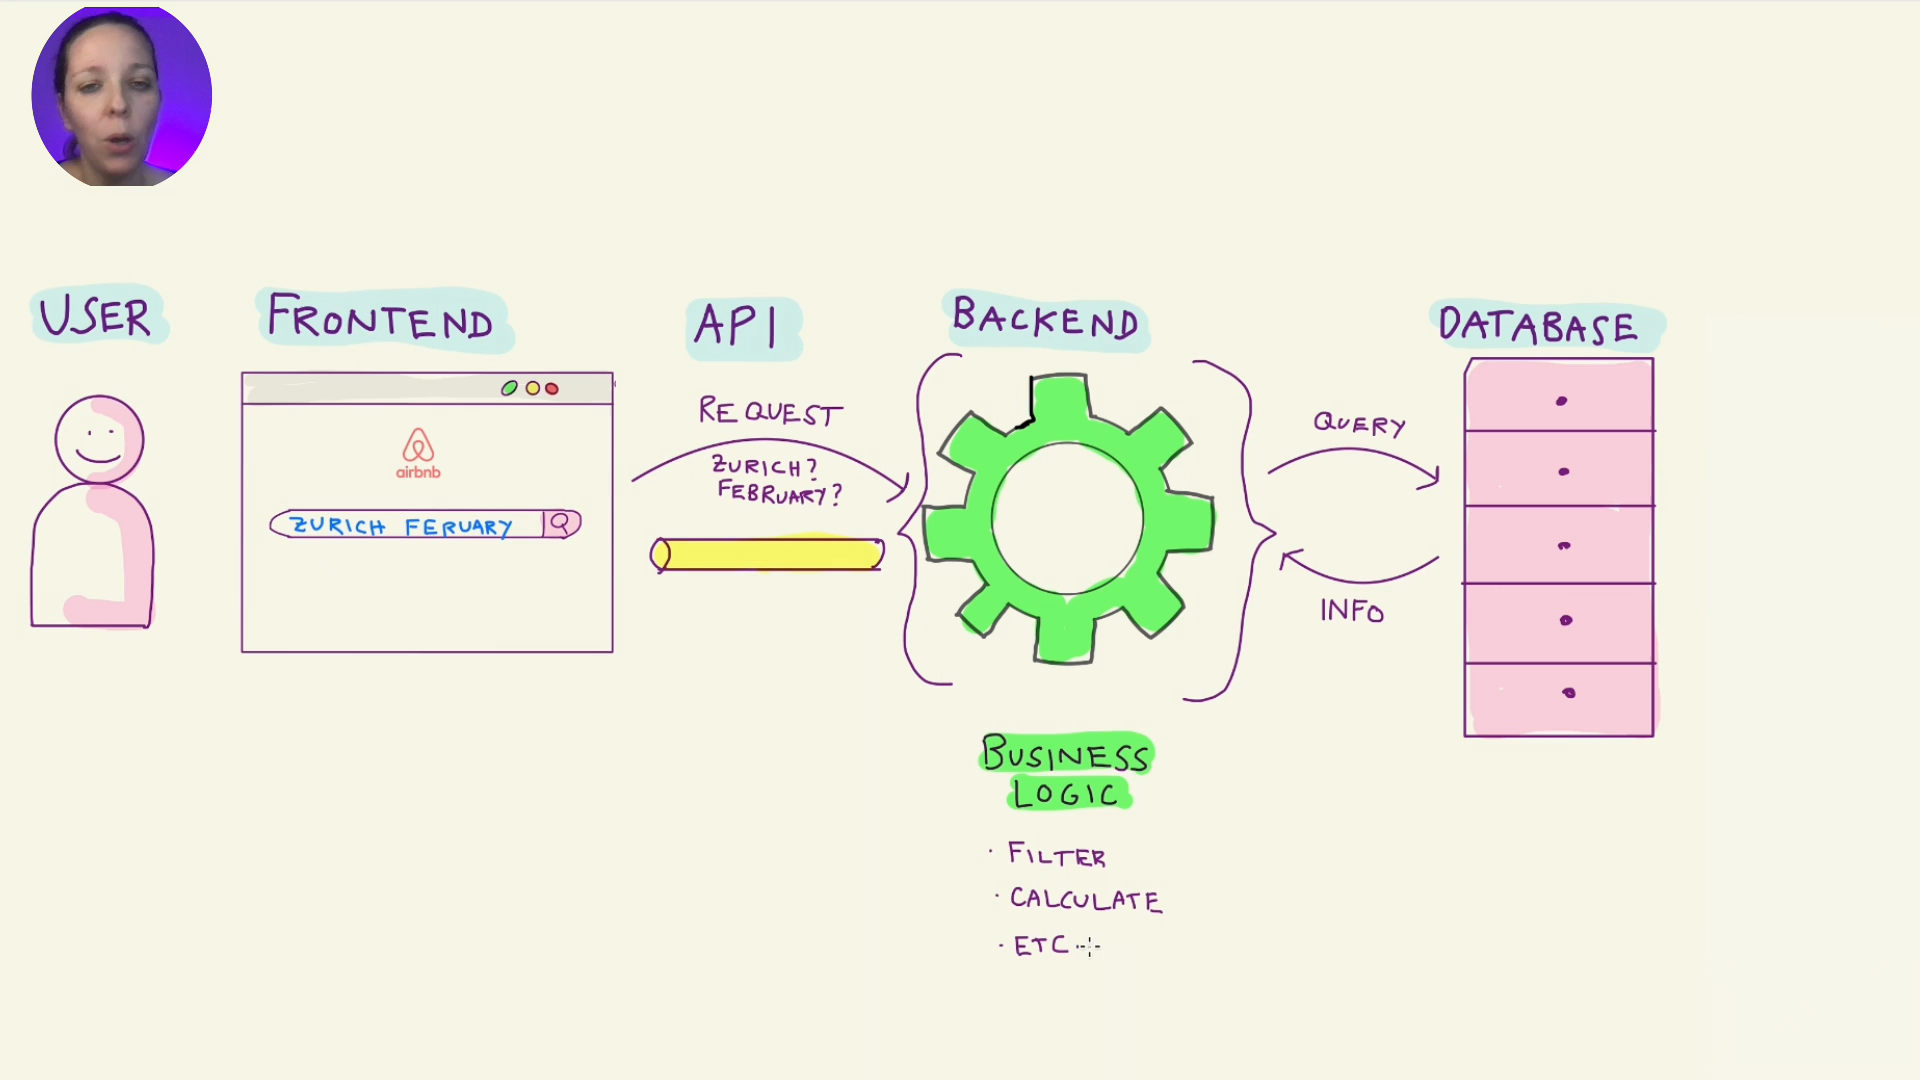 USER
FRONTEND
API
BACKEND
DATABASE
airbnb
ZURICH FERUARY
REQUEST
ZURICH?
FEBRUARY?
QUERY
INFO
BUSINESS
LOGIC
· FILTER
· CALCULATE
· ETC